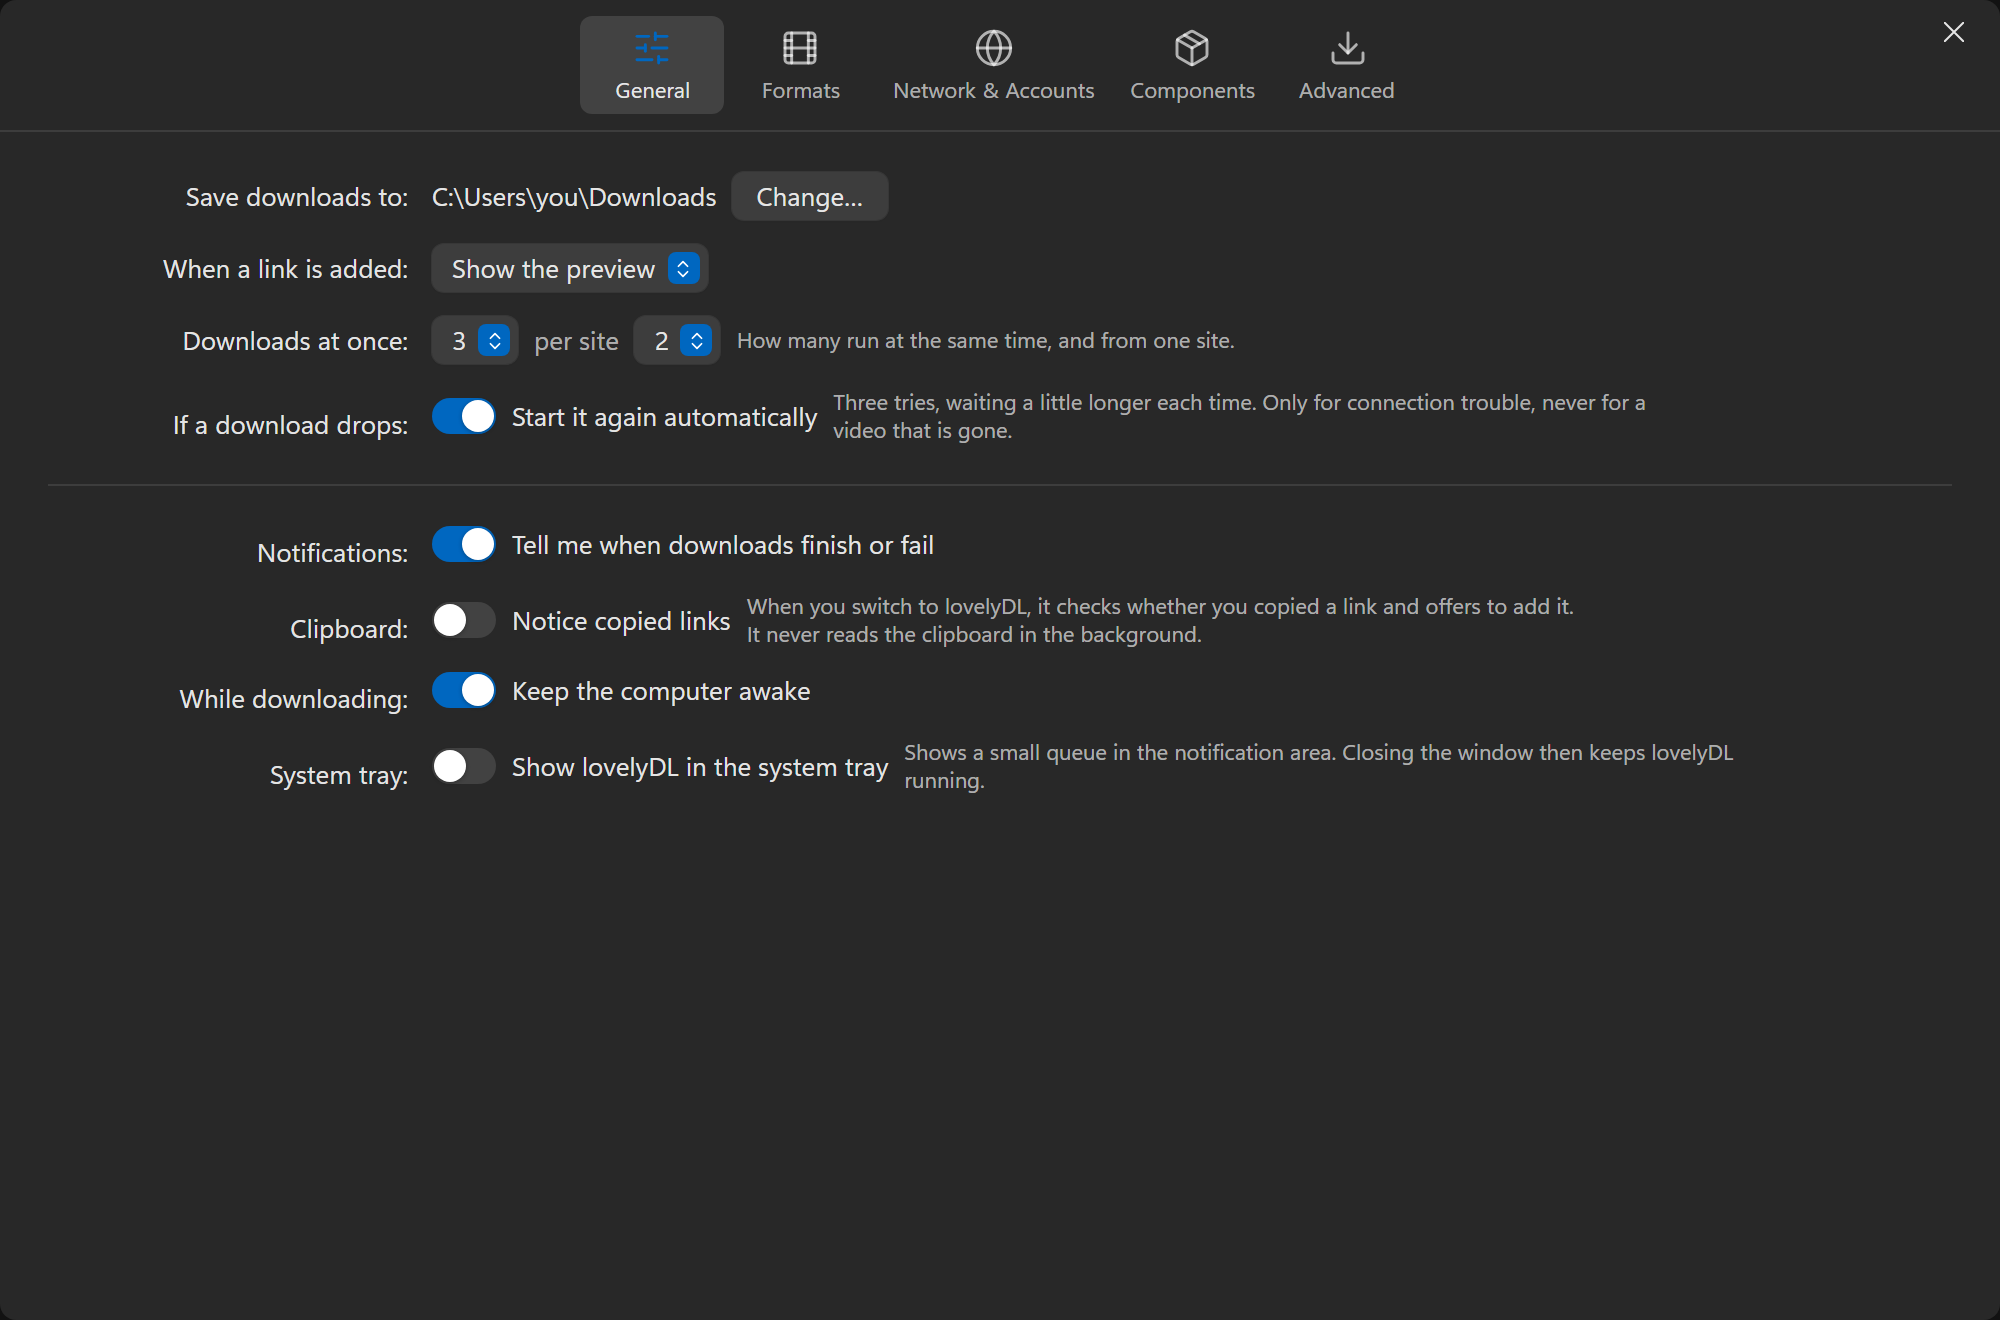 General
Formats
Network & Accounts
Components
Advanced
Save downloads to: C:\Users\you\Downloads Change...
When a link is added: Show the preview
Downloads at once: 3 per site 2 How many run at the same time, and from one site.
If a download drops: Start it again automatically Three tries, waiting a little longer each time. Only for connection trouble, never for a
video that is gone.
Notifications: Tell me when downloads finish or fail
Clipboard: Notice copied links When you switch to lovelyDL, it checks whether you copied a link and offers to add it.
It never reads the clipboard in the background.
While downloading: Keep the computer awake
System tray: Show lovelyDL in the system tray Shows a small queue in the notification area. Closing the window then keeps lovelyDL
running.